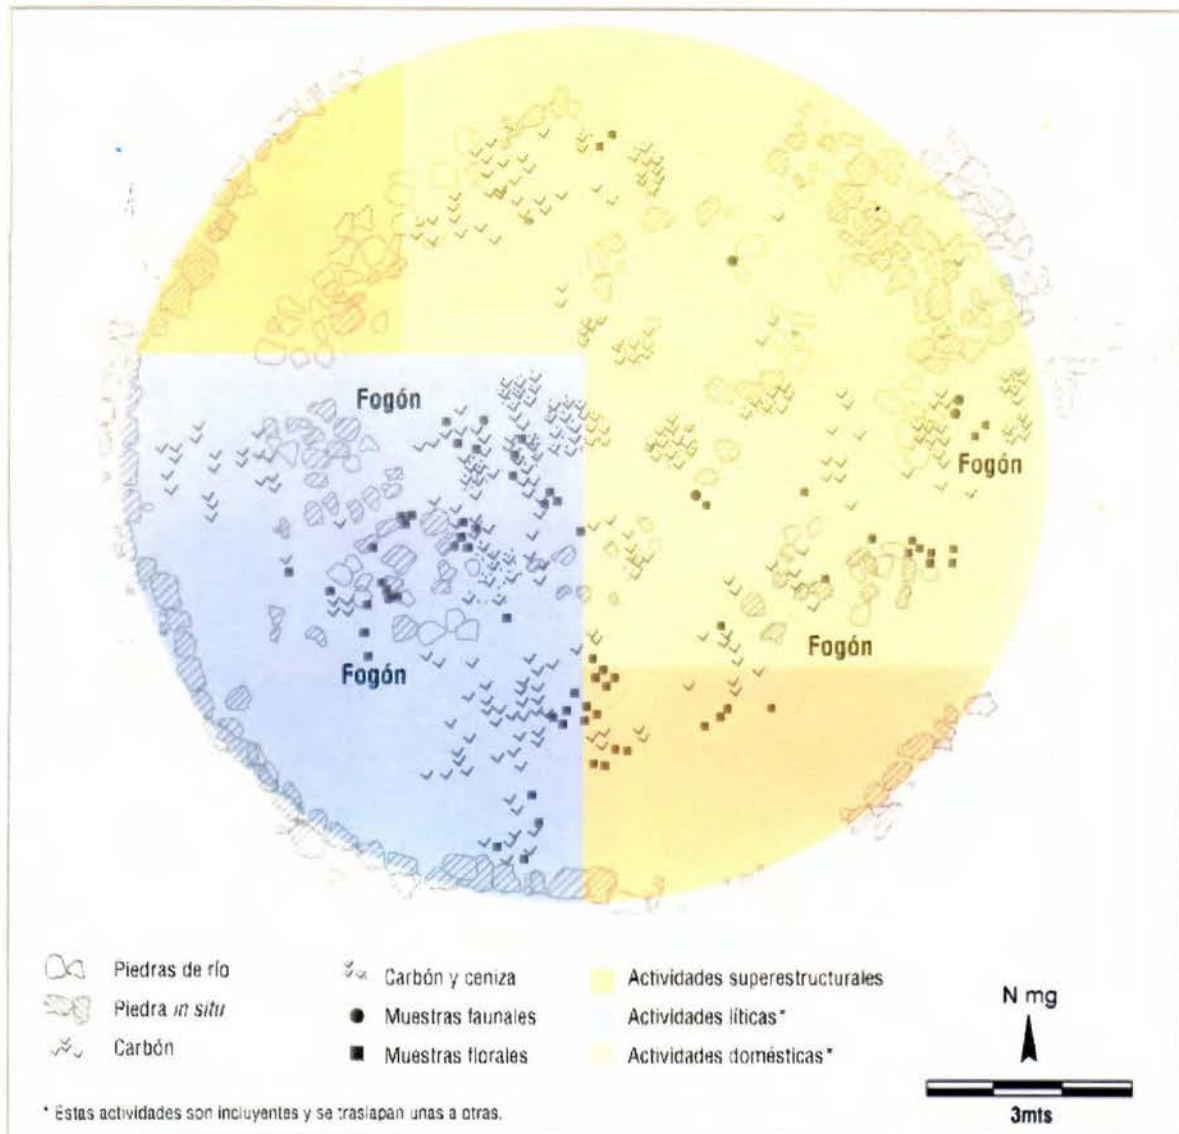 Fogón
Fogón
Fogón
Fogón
Piedras de río
Piedra in situ
Carbón
Carbón y ceniza
Muestras faunales
Muestras florales
Actividades superestructurales
Actividades líticas*
Actividades domésticas*
N mg
3mts
* Estas actividades son incluyentes y se traslapan unas a otras.